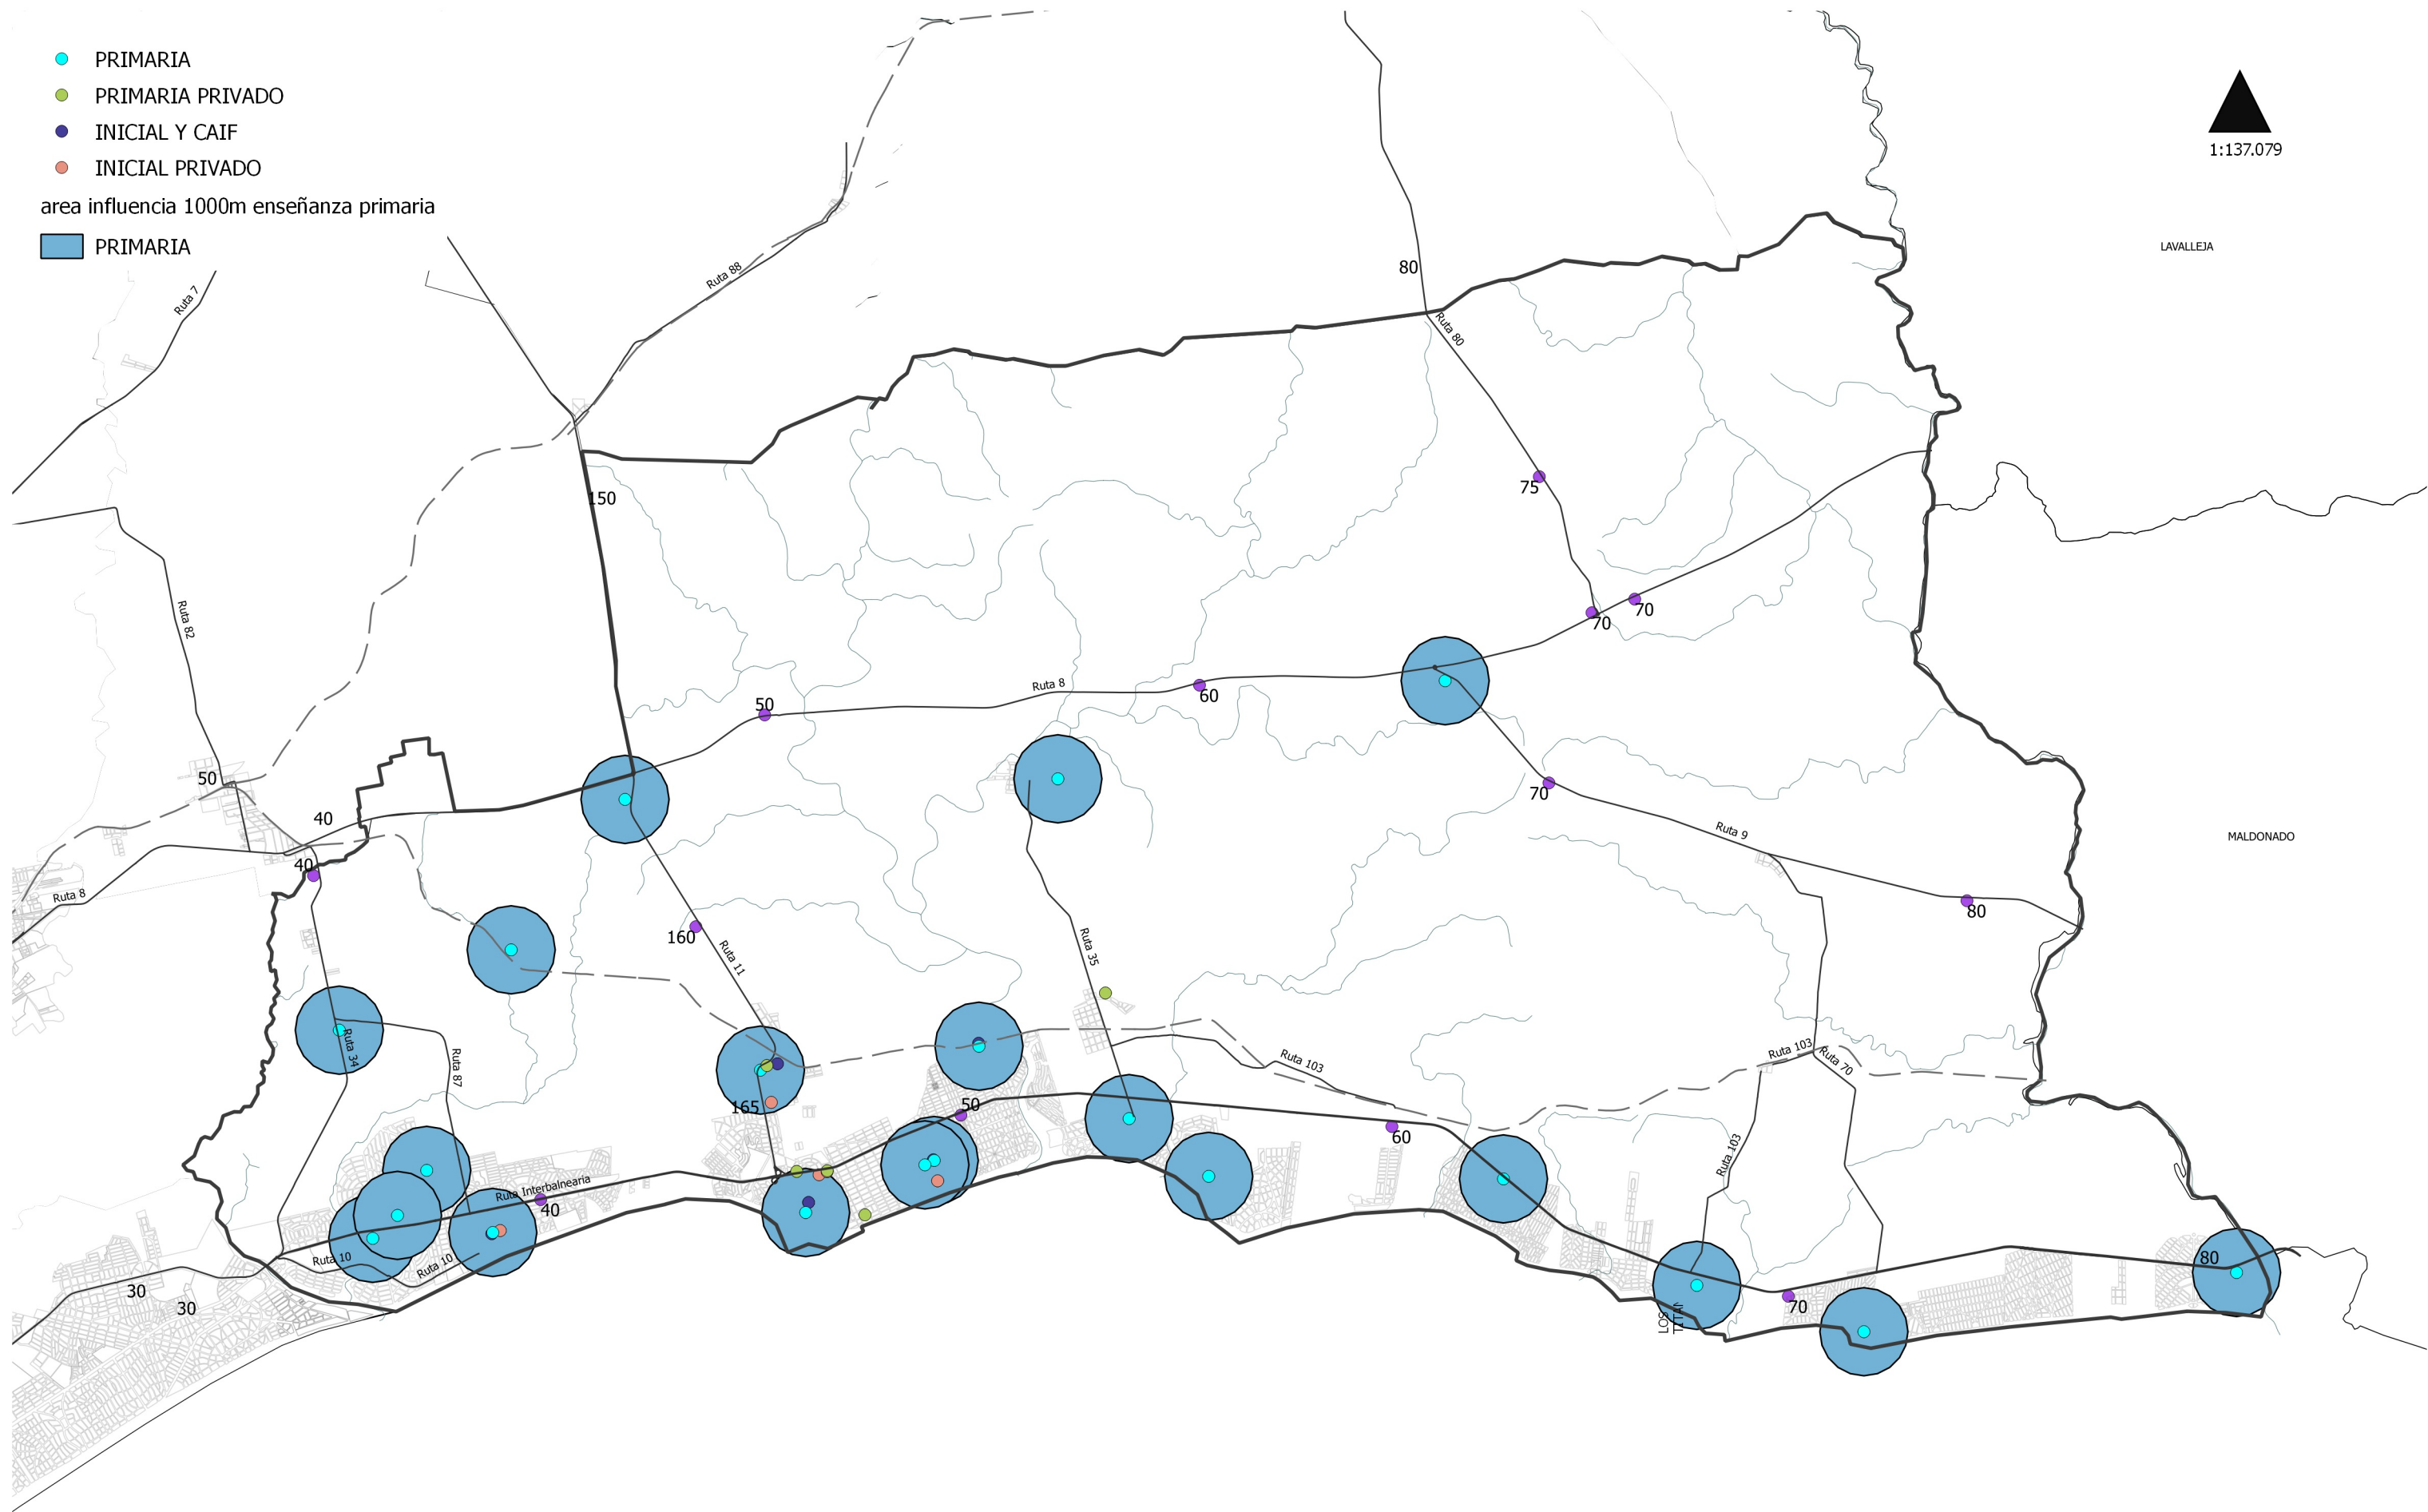 PRIMARIA
PRIMARIA PRIVADO
INICIAL Y CAIF
INICIAL PRIVADO
area influencia 1000m enseñanza primaria
PRIMARIA
1:137.079
LAVALLEJA
Ruta 88
80
Ruta 7
Ruta 80
75
150
Ruta 82
70
70
Ruta 8
60
50
50
70
40
Ruta 9
MALDONADO
40
Ruta 8
80
160
Ruta 11
Ruta 35
Ruta 34
Ruta 87
Ruta 103
Ruta 103
Ruta 70
165
50
60
Ruta 103
Ruta Interbalnearia
40
Ruta 10
Ruta 10
80
30
30
70
LOS